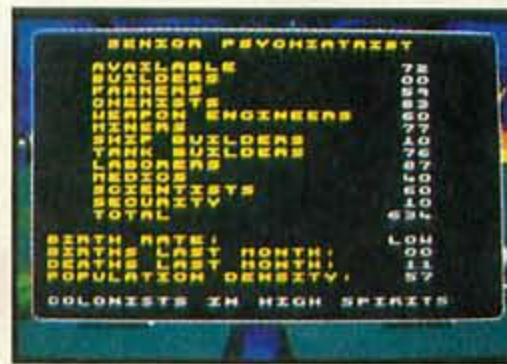 SENIOR PSYCHIATRIST
AVAILABLE 72
BUILDERS 00
FARMERS 59
CHEMISTS 83
WEAPON ENGINEERS 60
MINERS 77
SHIP BUILDERS 10
TANK BUILDERS 76
LABORERS 87
MEDICS 40
SCIENTISTS 60
SECURITY 10
TOTAL 634
BIRTH RATE: LOW
BIRTHS LAST MONTH: 00
LAST MONTH: 11
POPULATION DENSITY: 57
COLONISTS IN HIGH SPIRITS